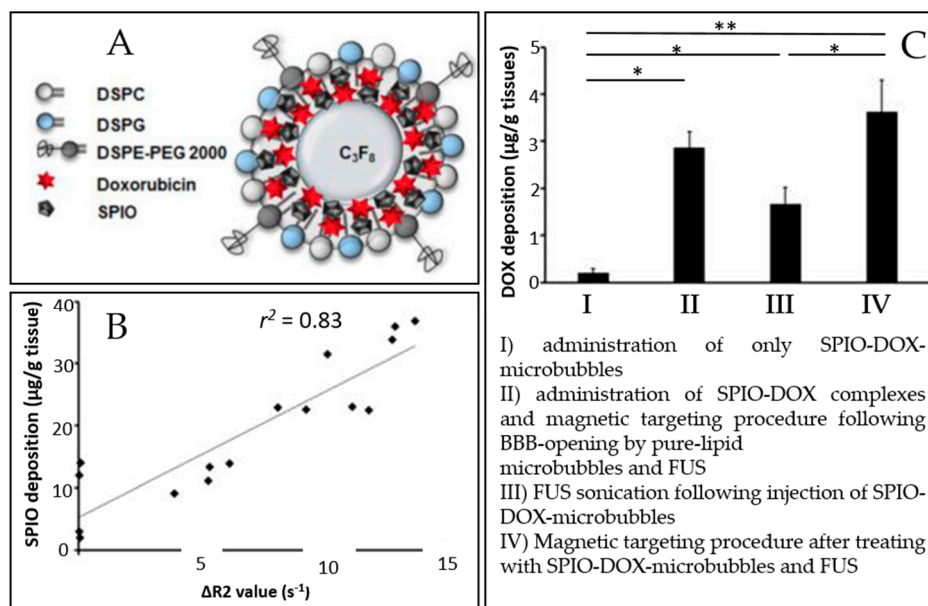 A
DSPC
DSPG
DSPE-PEG 2000
Doxorubicin
SPIO
C₃F₈
B
r² = 0.83
SPIO deposition (µg/g tissue)
40
30
20
10
0
5
10
15
ΔR2 value (s⁻¹)
C
**
*
*
*
DOX deposition (µg/g tissues)
5
4
3
2
1
0
I
II
III
IV
I) administration of only SPIO-DOX-
microbubbles
II) administration of SPIO-DOX complexes
and magnetic targeting procedure following
BBB-opening by pure-lipid
microbubbles and FUS
III) FUS sonication following injection of SPIO-
DOX-microbubbles
IV) Magnetic targeting procedure after treating
with SPIO-DOX-microbubbles and FUS